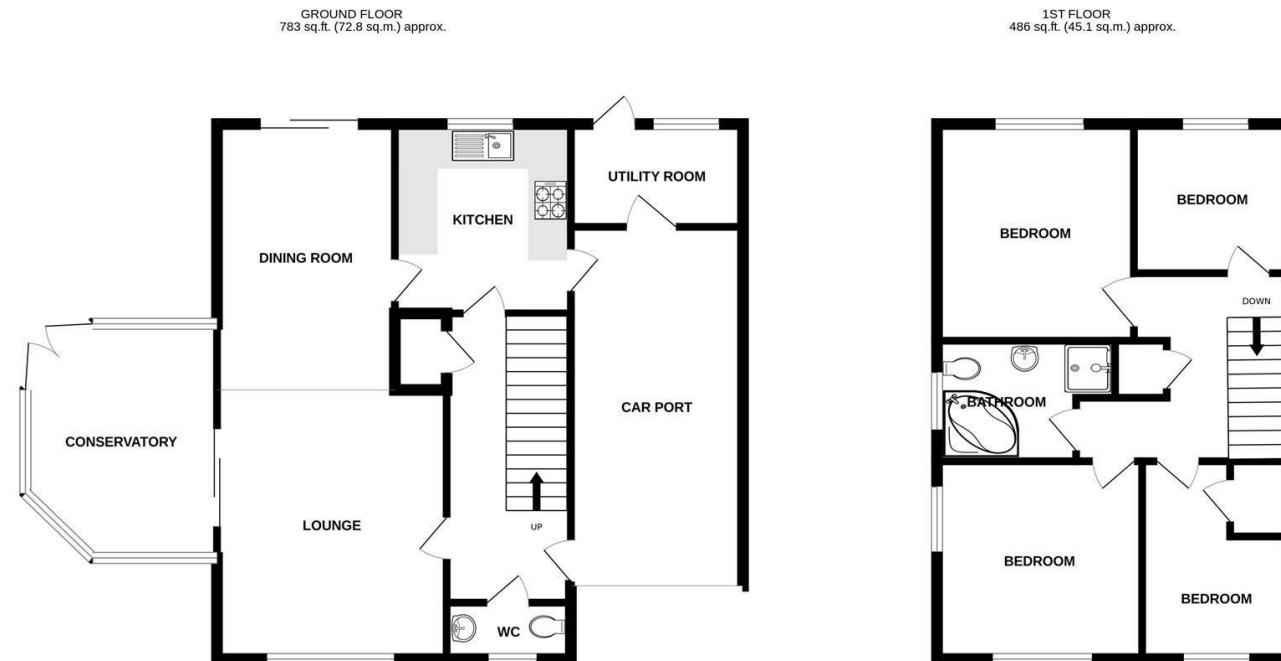 GROUND FLOOR
783 sq.ft. (72.8 sq.m.) approx.
UTILITY ROOM
KITCHEN
DINING ROOM
CAR PORT
CONSERVATORY
LOUNGE
UP
WC
1ST FLOOR
486 sq.ft. (45.1 sq.m.) approx.
BEDROOM
BEDROOM
DOWN
BATHROOM
BEDROOM
BEDROOM